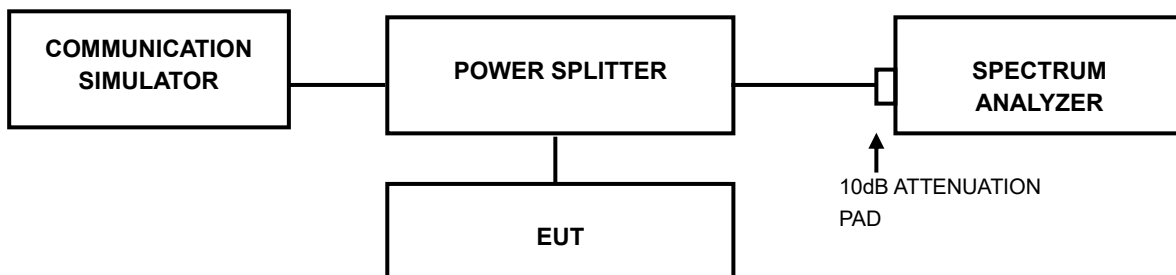 COMMUNICATION
SIMULATOR
POWER SPLITTER
SPECTRUM
ANALYZER
10dB ATTENUATION
PAD
EUT